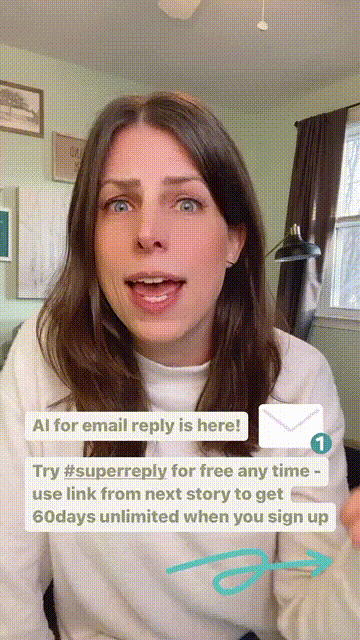 AI for email reply is here!
1
Try #superreply for free any time -
use link from next story to get
60days unlimited when you sign up